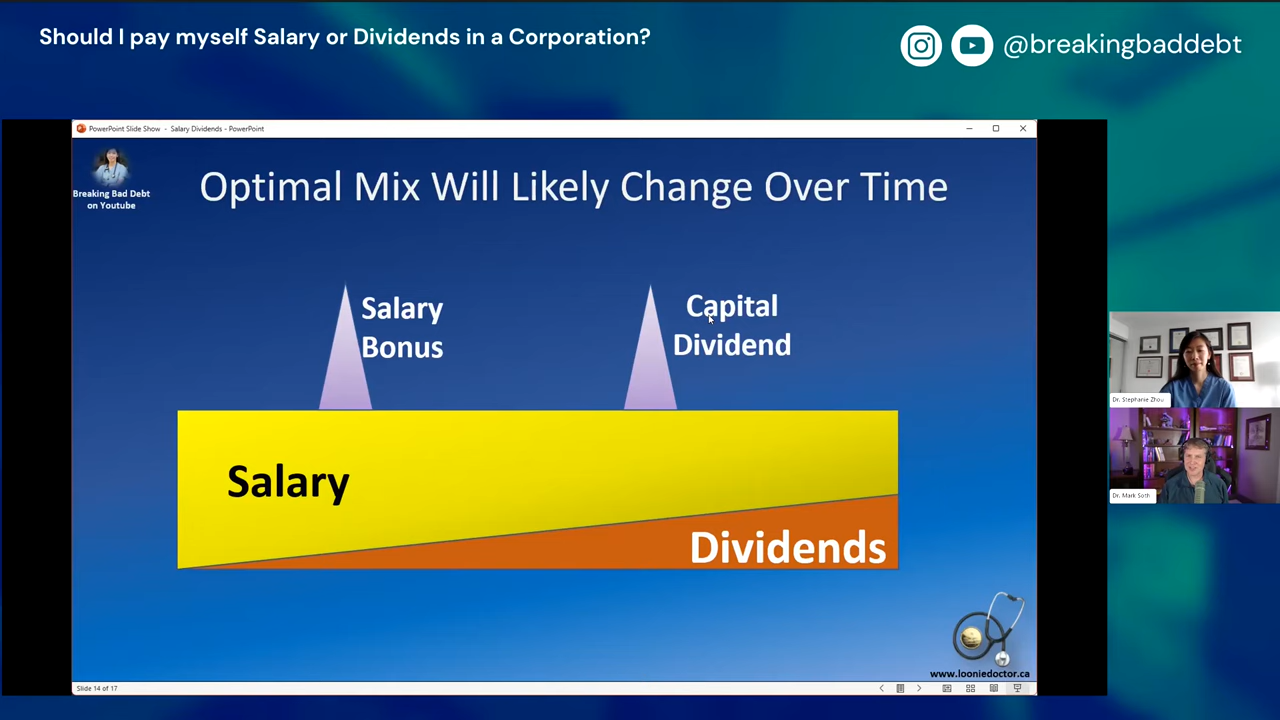 Should I pay myself Salary or Dividends in a Corporation?
@breakingbaddebt
PowerPoint Slide Show - Salary Dividends - PowerPoint
Breaking Bad Debt
on Youtube
Optimal Mix Will Likely Change Over Time
Salary
Bonus
Capital
Dividend
Salary
Dividends
www.looniedoctor.ca
Slide 14 of 17
Dr. Stephanie Zhou
Dr. Mark Soth